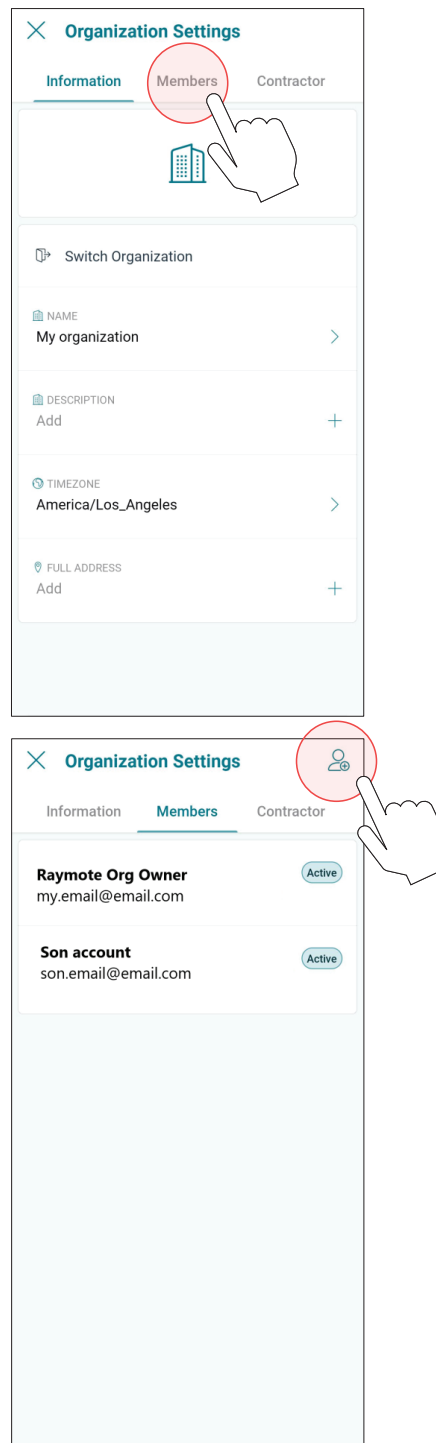 Organization Settings
Information Members Contractor
Switch Organization
NAME
My organization
DESCRIPTION
Add
TIMEZONE
America/Los_Angeles
FULL ADDRESS
Add
Organization Settings
Information Members Contractor
Raymote Org Owner Active
my.email@email.com
Son account Active
son.email@email.com